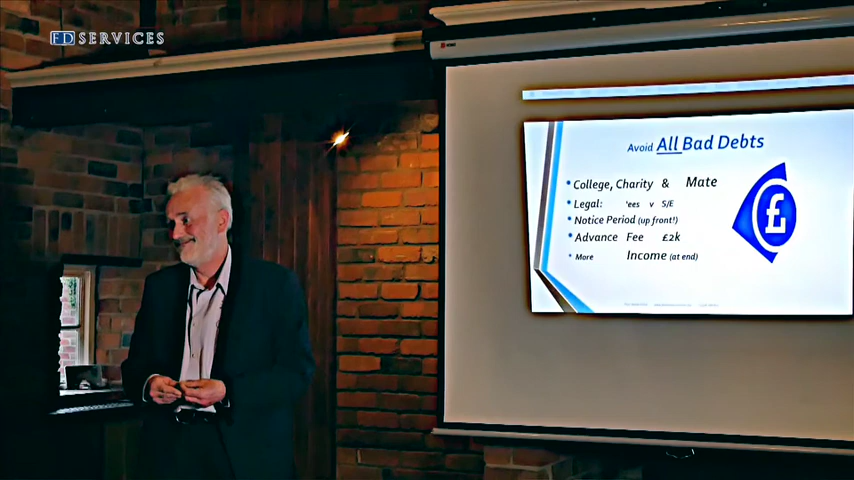 FD SERVICES
Avoid All Bad Debts
• College, Charity & Mate
• Legal: 'ees v S/E
• Notice Period (up front!)
• Advance Fee £2k
• More Income (at end)
£